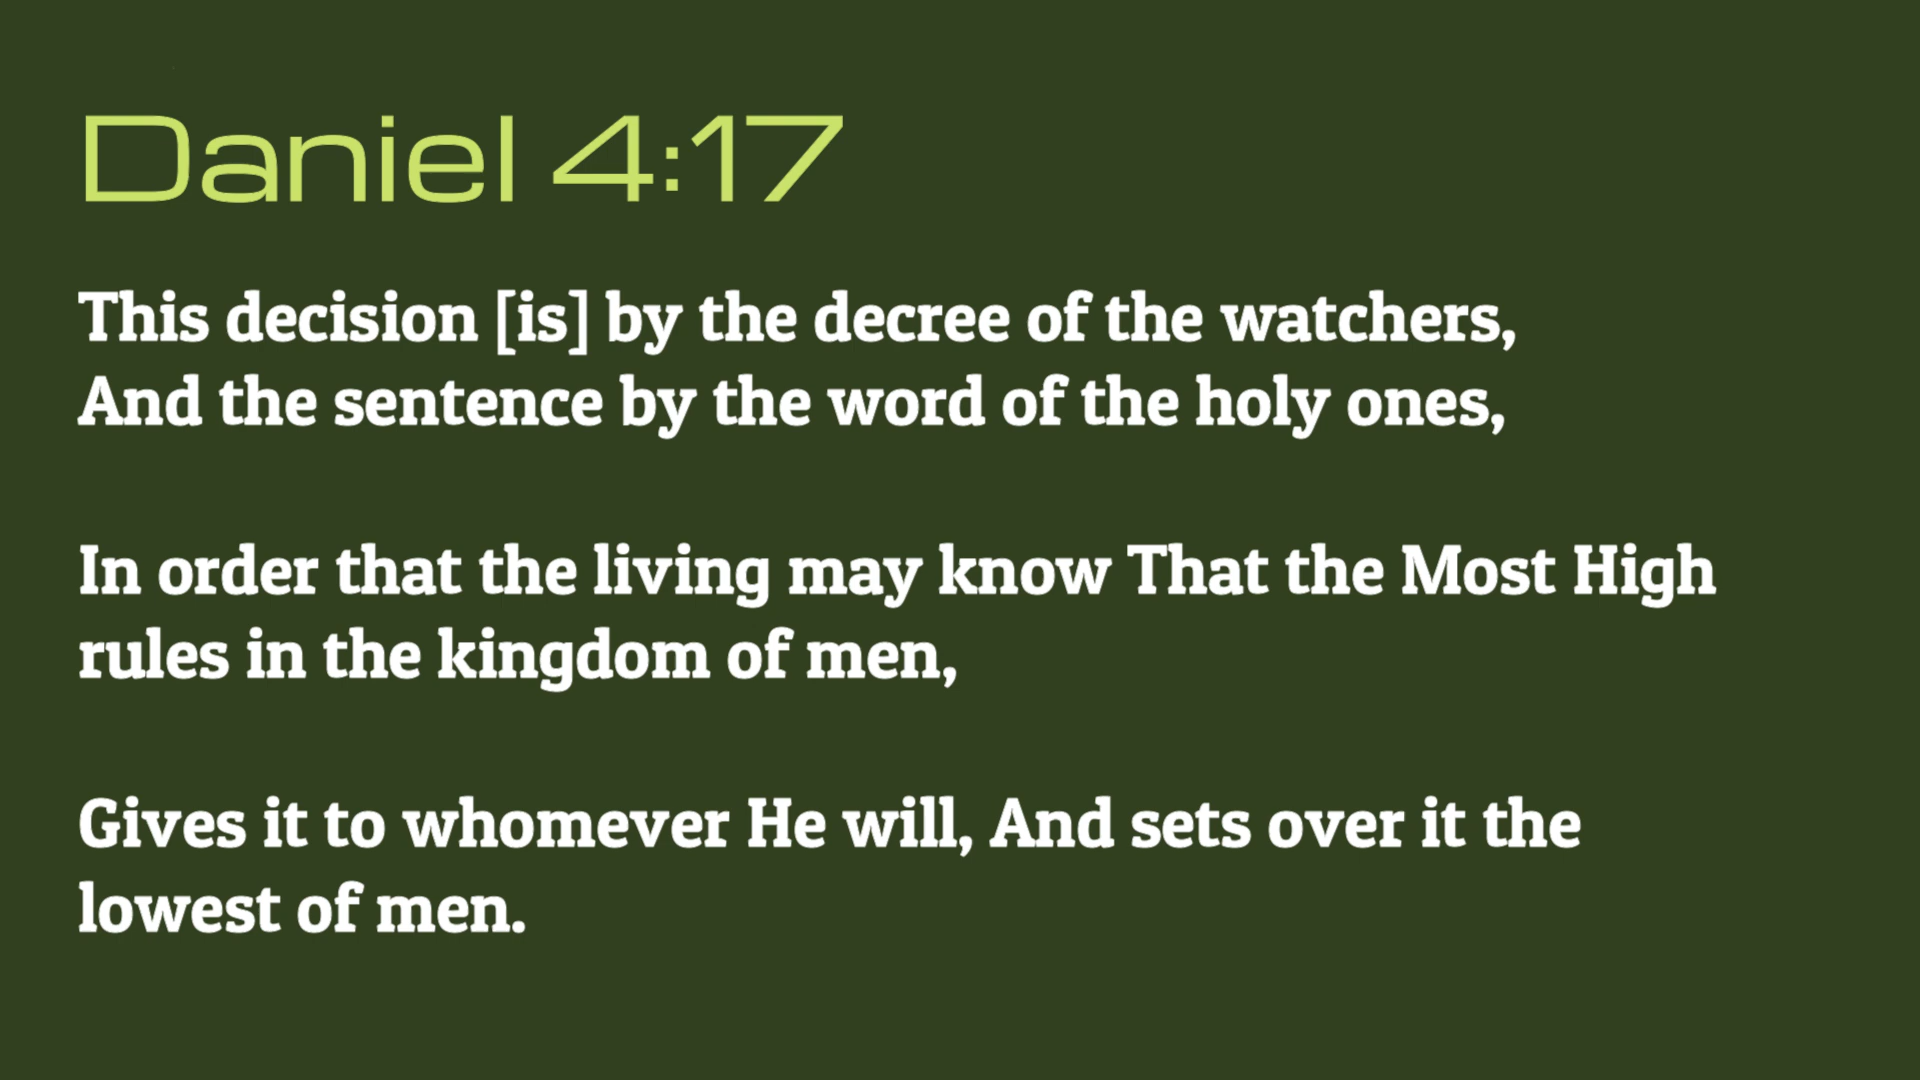 Daniel 4:17
This decision [is] by the decree of the watchers,
And the sentence by the word of the holy ones,
In order that the living may know That the Most High
rules in the kingdom of men,
Gives it to whomever He will, And sets over it the
lowest of men.